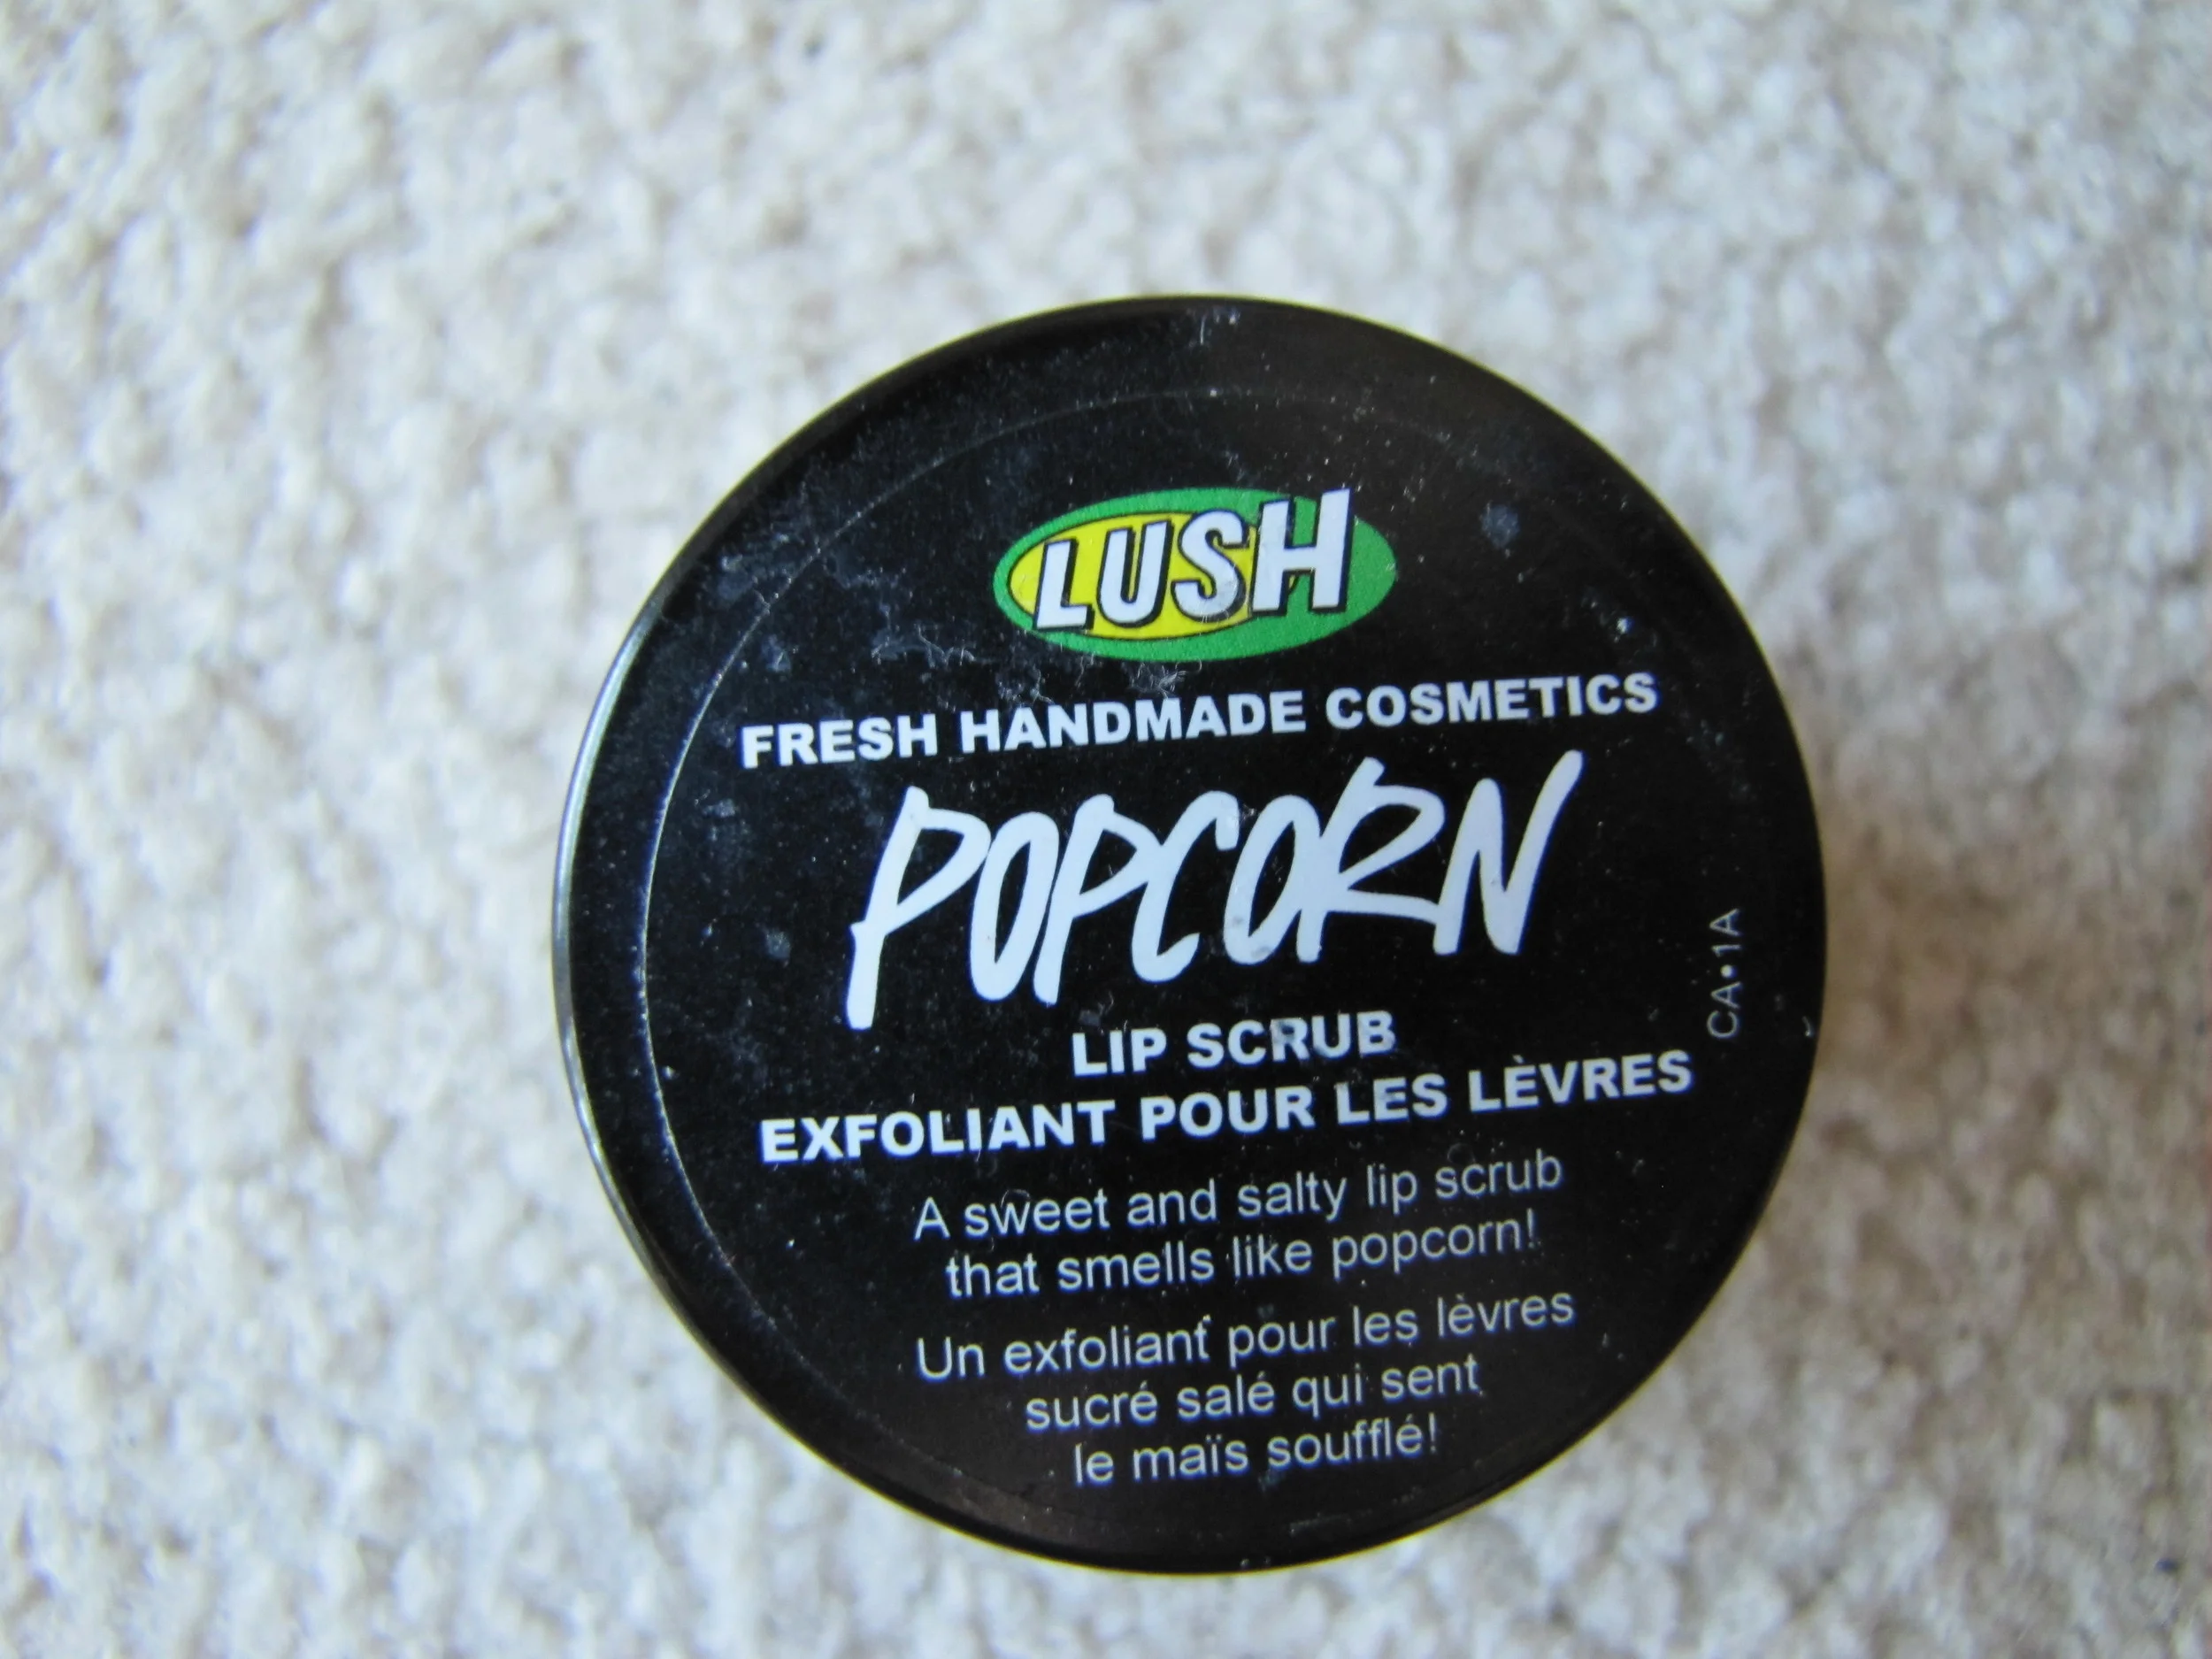 LUSH
FRESH HANDMADE COSMETICS
POPCORN
LIP SCRUB
EXFOLIANT POUR LES LÈVRES
A sweet and salty lip scrub
that smells like popcorn!
Un exfoliant pour les lèvres
sucré salé qui sent
le maïs soufflé!
CA•1A